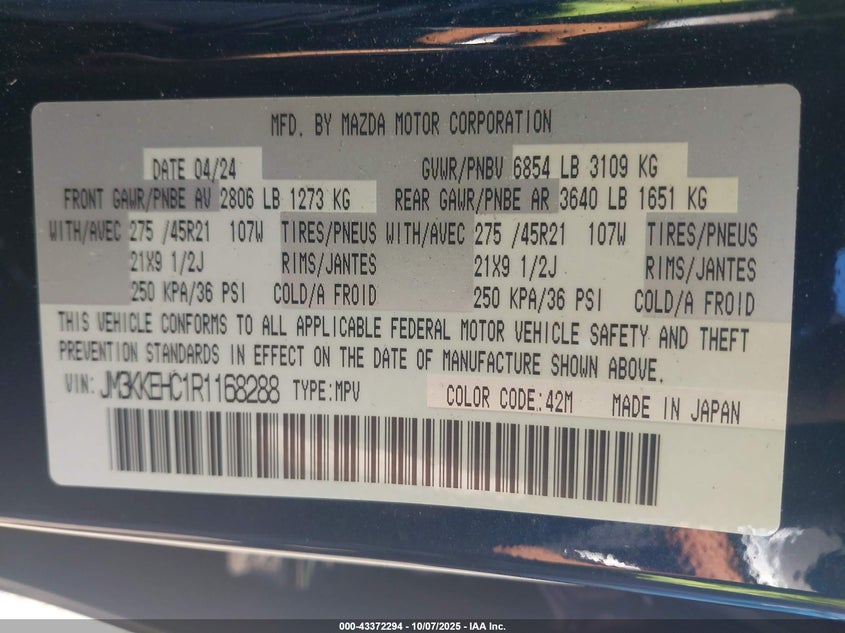 MFD. BY MAZDA MOTOR CORPORATION
DATE 04/24 GVWR/PNBV 6854 LB 3109 KG
FRONT GAWR/PNBE AV 2806 LB 1273 KG REAR GAWR/PNBE AR 3640 LB 1651 KG
WITH/AVEC 275 /45R21 107W TIRES/PNEUS WITH/AVEC 275 /45R21 107W TIRES/PNEUS
21X9 1/2J RIMS/JANTES 21X9 1/2J RIMS/JANTES
250 KPA/36 PSI COLD/A FROID 250 KPA/36 PSI COLD/A FROID
THIS VEHICLE CONFORMS TO ALL APPLICABLE FEDERAL MOTOR VEHICLE SAFETY AND THEFT
PREVENTION STANDARDS IN EFFECT ON THE DATE OF MANUFACTURE SHOWN ABOVE.
VIN: JM3KKEHC1R1168288 TYPE:MPV COLOR CODE:42M MADE IN JAPAN
000-43372294 - 10/07/2025 - IAA Inc.